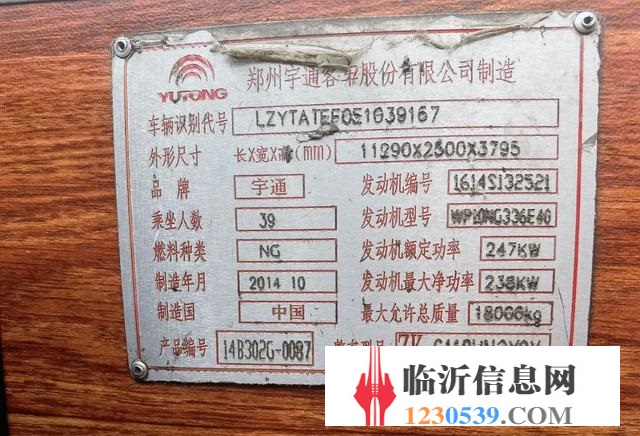 YUTONG 郑州宇通客车股份有限公司制造
车辆识别代号 LZYTATEF0E1039167
外形尺寸 长X宽X高(mm) 11290X2500X3795
品牌 宇通 发动机编号 1614S132521
乘坐人数 39 发动机型号 WP10NG336E40
燃料种类 NG 发动机额定功率 247KW
制造年月 2014 10 发动机最大净功率 238KW
制造国 中国 最大允许总质量 18000kg
产品编号 14B302G-0087
临沂信息网
1230539.com